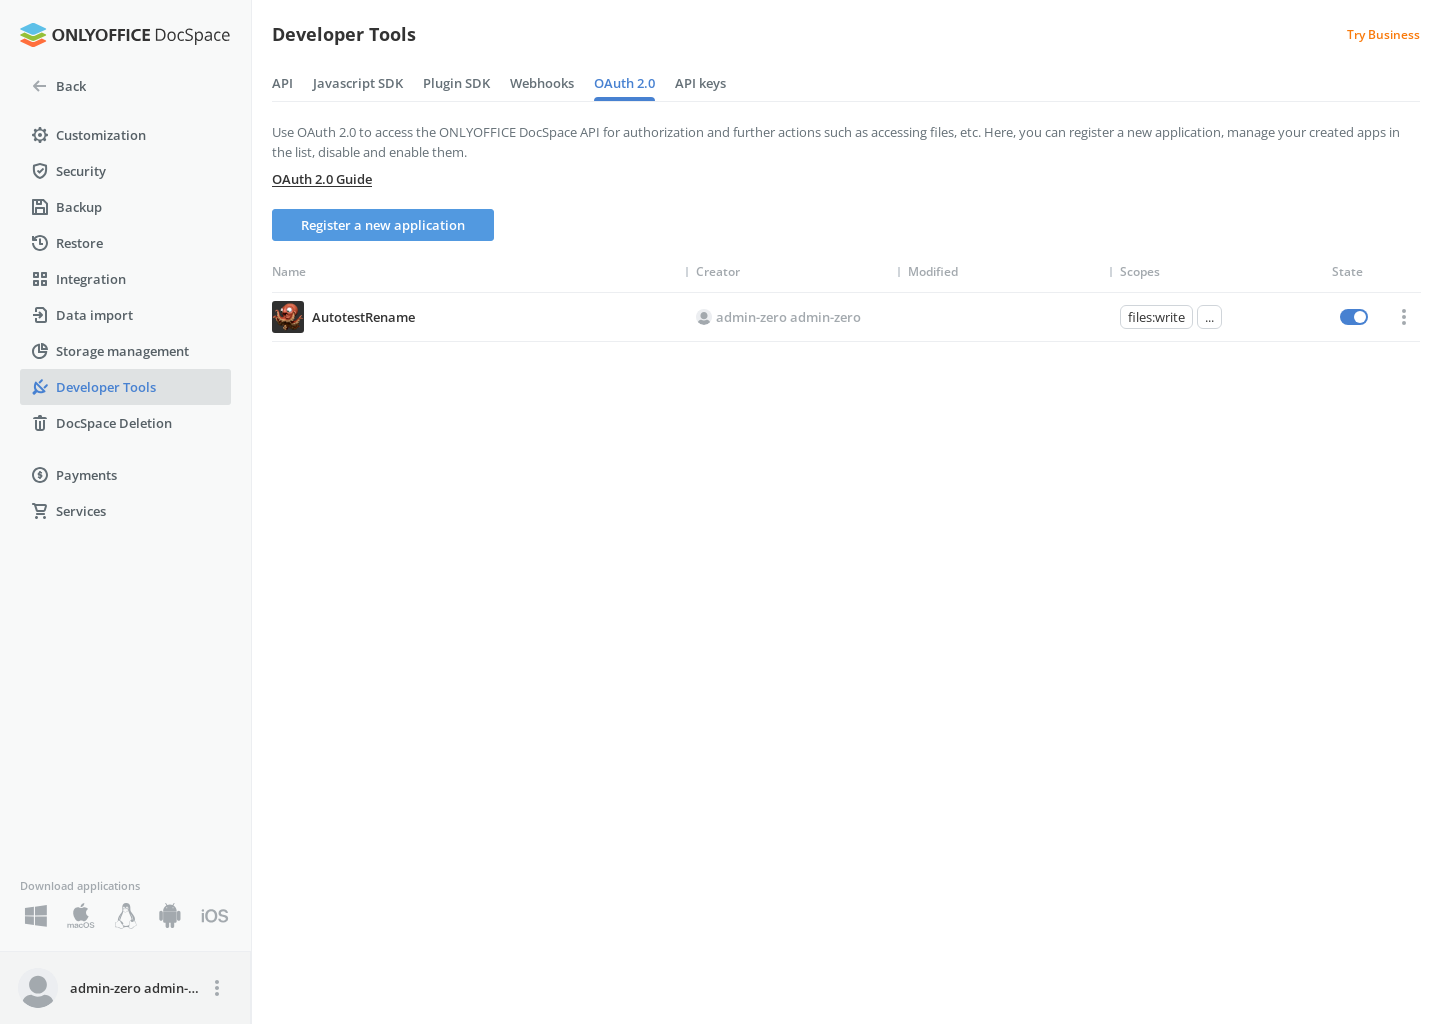 ONLYOFFICE DocSpace
Back
Customization
Security
Backup
Restore
Integration
Data import
Storage management
Developer Tools
DocSpace Deletion
Payments
Services
Download applications
macOS
iOS
admin-zero admin-...
Developer Tools
Try Business
API
Javascript SDK
Plugin SDK
Webhooks
OAuth 2.0
API keys
Use OAuth 2.0 to access the ONLYOFFICE DocSpace API for authorization and further actions such as accessing files, etc. Here, you can register a new application, manage your created apps in
the list, disable and enable them.
OAuth 2.0 Guide
Register a new application
Name
Creator
Modified
Scopes
State
AutotestRename
admin-zero admin-zero
files:write
...